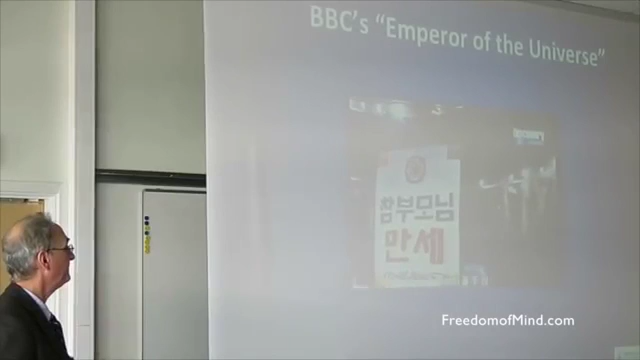 BBC's “Emperor of the Universe”
참부모님
만세
FreedomofMind.com